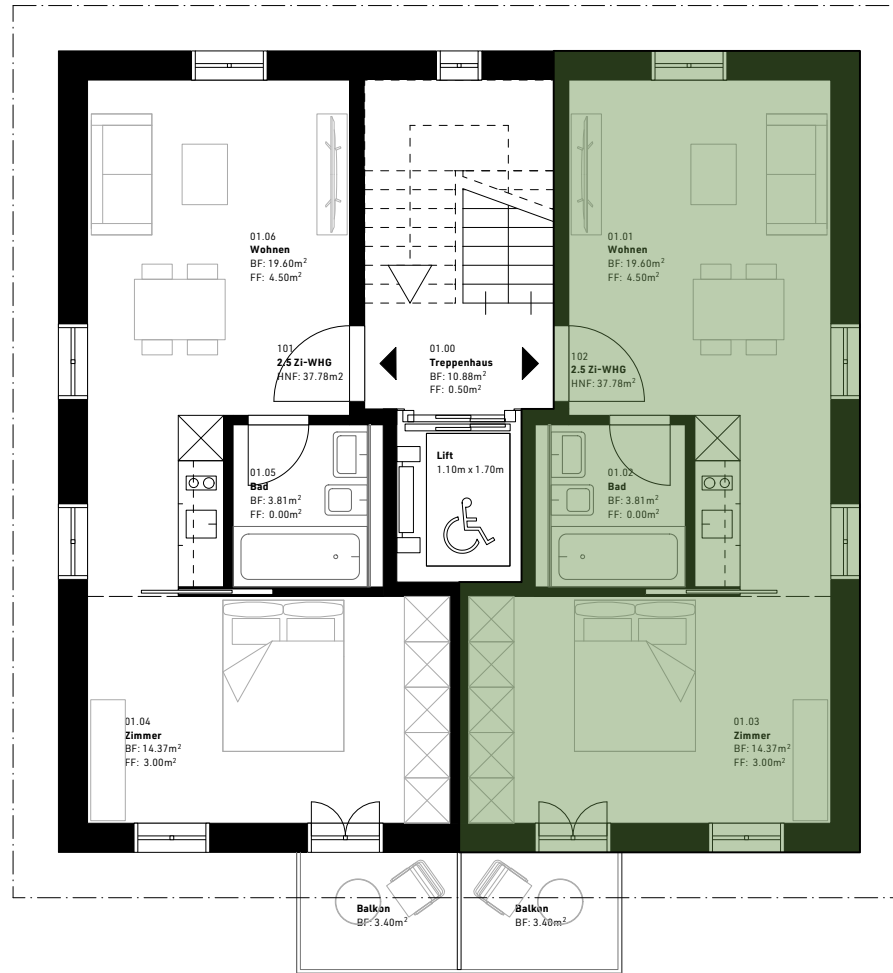 01.06
Wohnen
BF: 19.60m²
FF: 4.50m²
01.01
Wohnen
BF: 19.60m²
FF: 4.50m²
101
2.5 Zi-WHG
HNF: 37.78m2
01.00
Treppenhaus
BF: 10.88m²
FF: 0.50m²
102
2.5 Zi-WHG
HNF: 37.78m²
01.05
Bad
BF: 3.81m²
FF: 0.00m²
Lift
1.10m x 1.70m
01.02
Bad
BF: 3.81m²
FF: 0.00m²
01.04
Zimmer
BF: 14.37m²
FF: 3.00m²
01.03
Zimmer
BF: 14.37m²
FF: 3.00m²
Balkon
BF: 3.40m²
Balkon
BF: 3.40m²